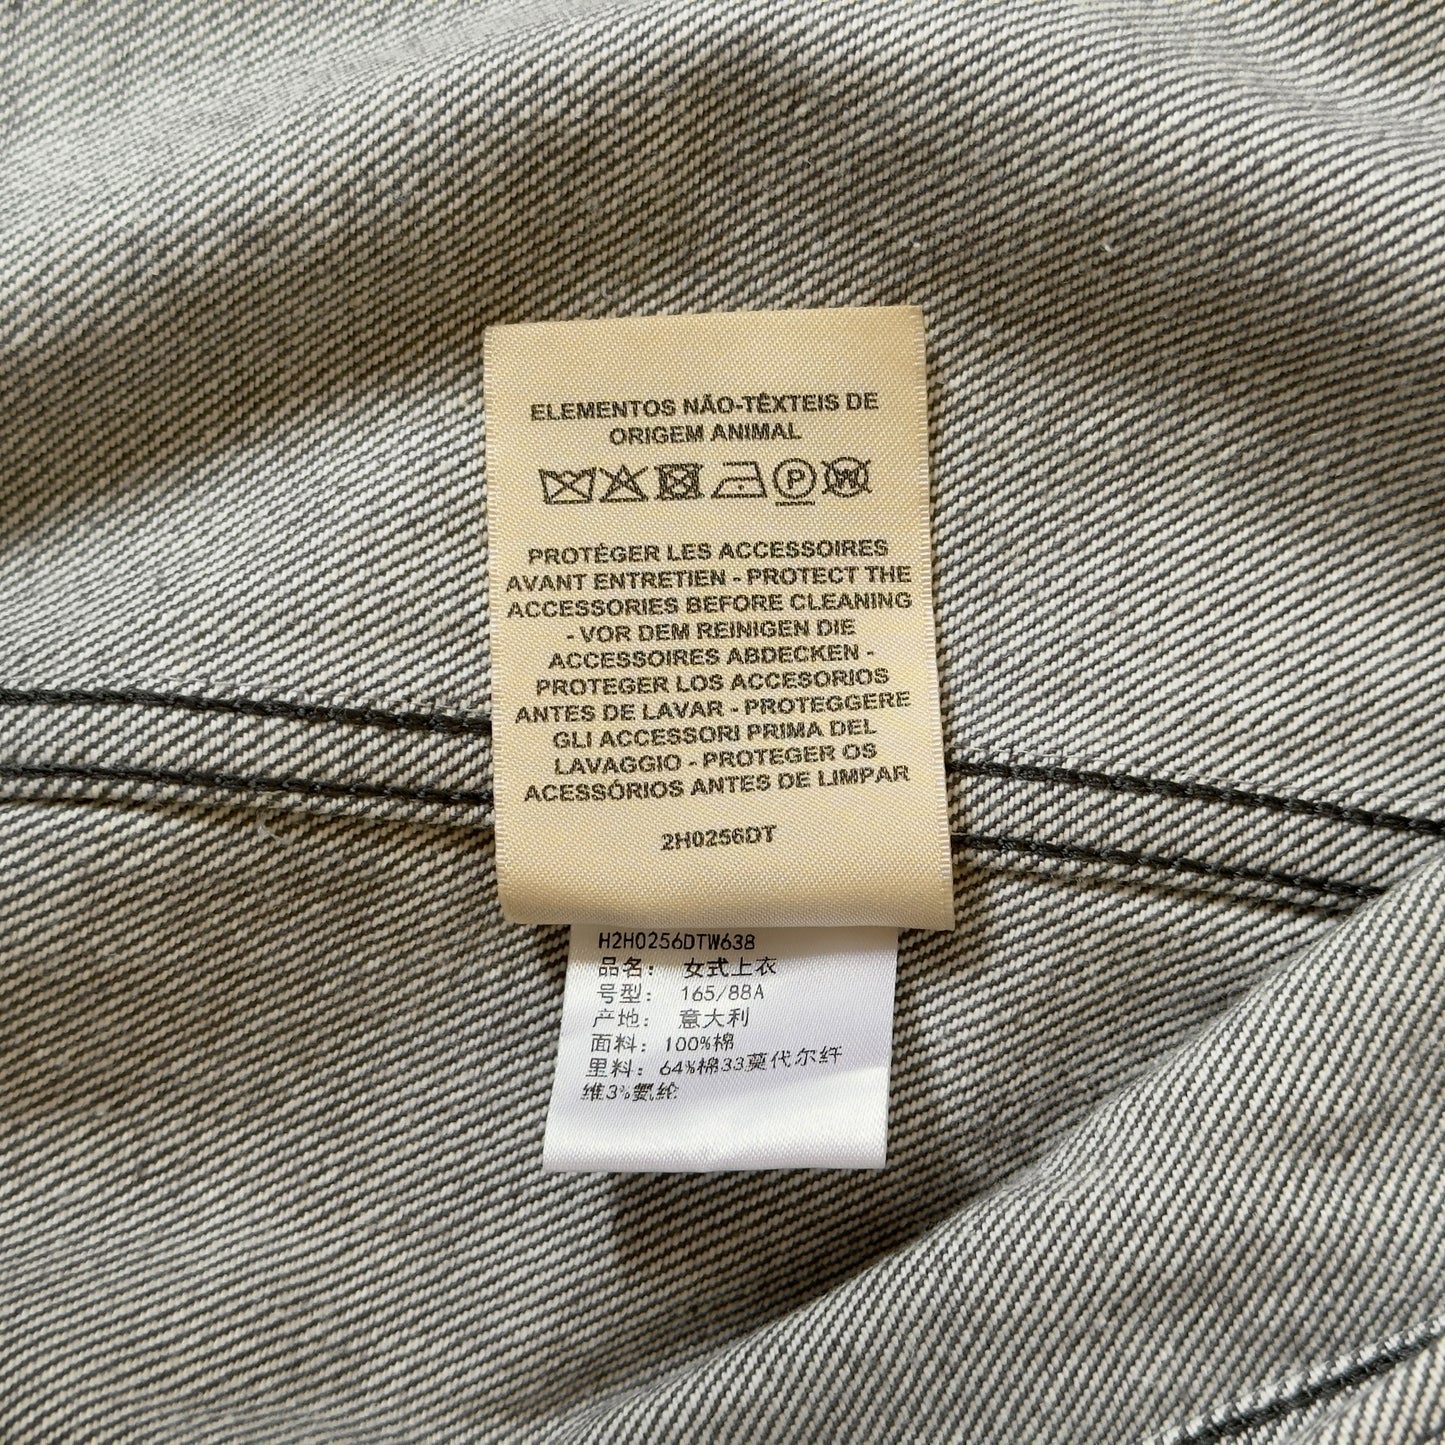 ELEMENTOS NÃO-TÊXTEIS DE
ORIGEM ANIMAL
P W
PROTÉGER LES ACCESSOIRES
AVANT ENTRETIEN - PROTECT THE
ACCESSORIES BEFORE CLEANING
- VOR DEM REINIGEN DIE
ACCESSOIRES ABDECKEN -
PROTEGER LOS ACCESORIOS
ANTES DE LAVAR - PROTEGGERE
GLI ACCESSORI PRIMA DEL
LAVAGGIO - PROTEGER OS
ACESSÓRIOS ANTES DE LIMPAR
2H0256DT
H2H0256DTW638
品名： 女式上衣
号型： 165/88A
产地： 意大利
面料：100%棉
里料：64%棉33莫代尔纤
维3%氨纶